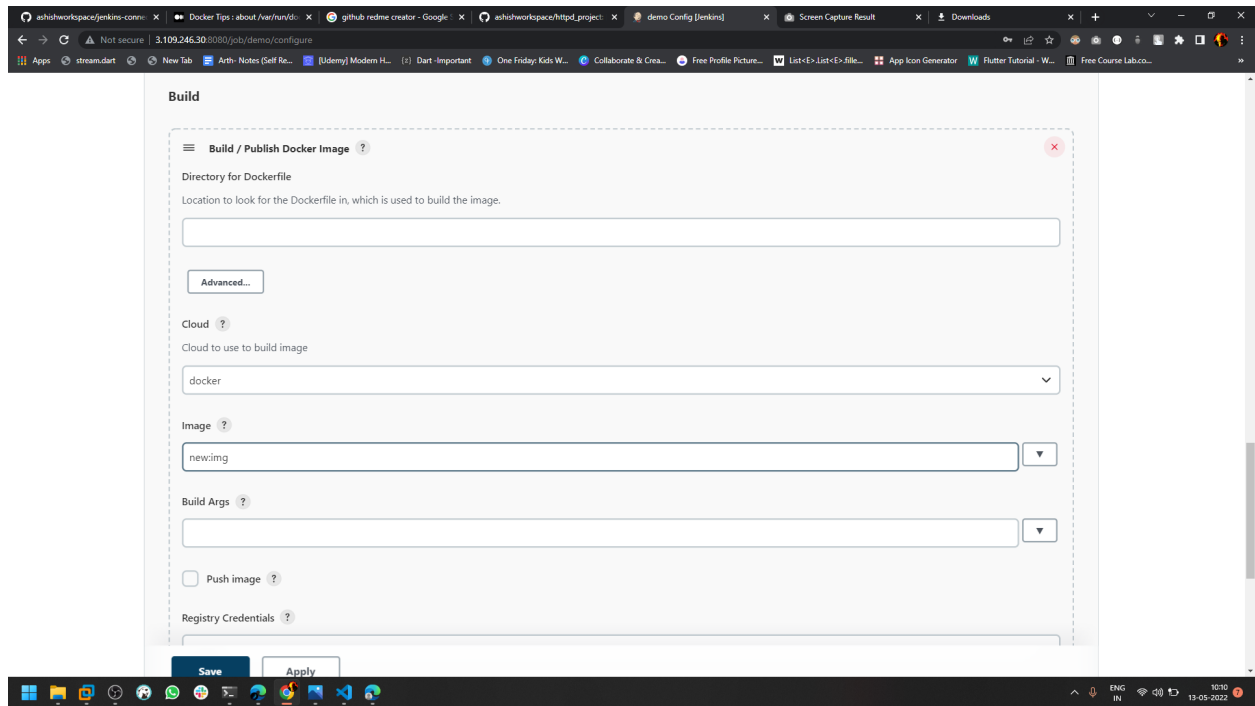 ashishworkspace/jenkins-conne
Docker Tips : about /var/run/do
github redme creator - Google S
ashishworkspace/httpd_project:
demo Config [Jenkins]
Screen Capture Result
Downloads
Not secure | 3.109.246.30:8080/job/demo/configure
Apps
stream.dart
New Tab
Arth- Notes (Self Re...
[Udemy] Modern H...
Dart -Important
One Friday: Kids W...
Collaborate & Crea...
Free Profile Picture...
List<E>.List<E>.fille...
App Icon Generator
Flutter Tutorial - W...
Free Course Lab.co...
»
Build
Build / Publish Docker Image ?
Directory for Dockerfile
Location to look for the Dockerfile in, which is used to build the image.
Advanced...
Cloud ?
Cloud to use to build image
docker
Image ?
new:img
Build Args ?
Push image ?
Registry Credentials ?
Save
Apply
ENG
IN
10:10
13-05-2022
7